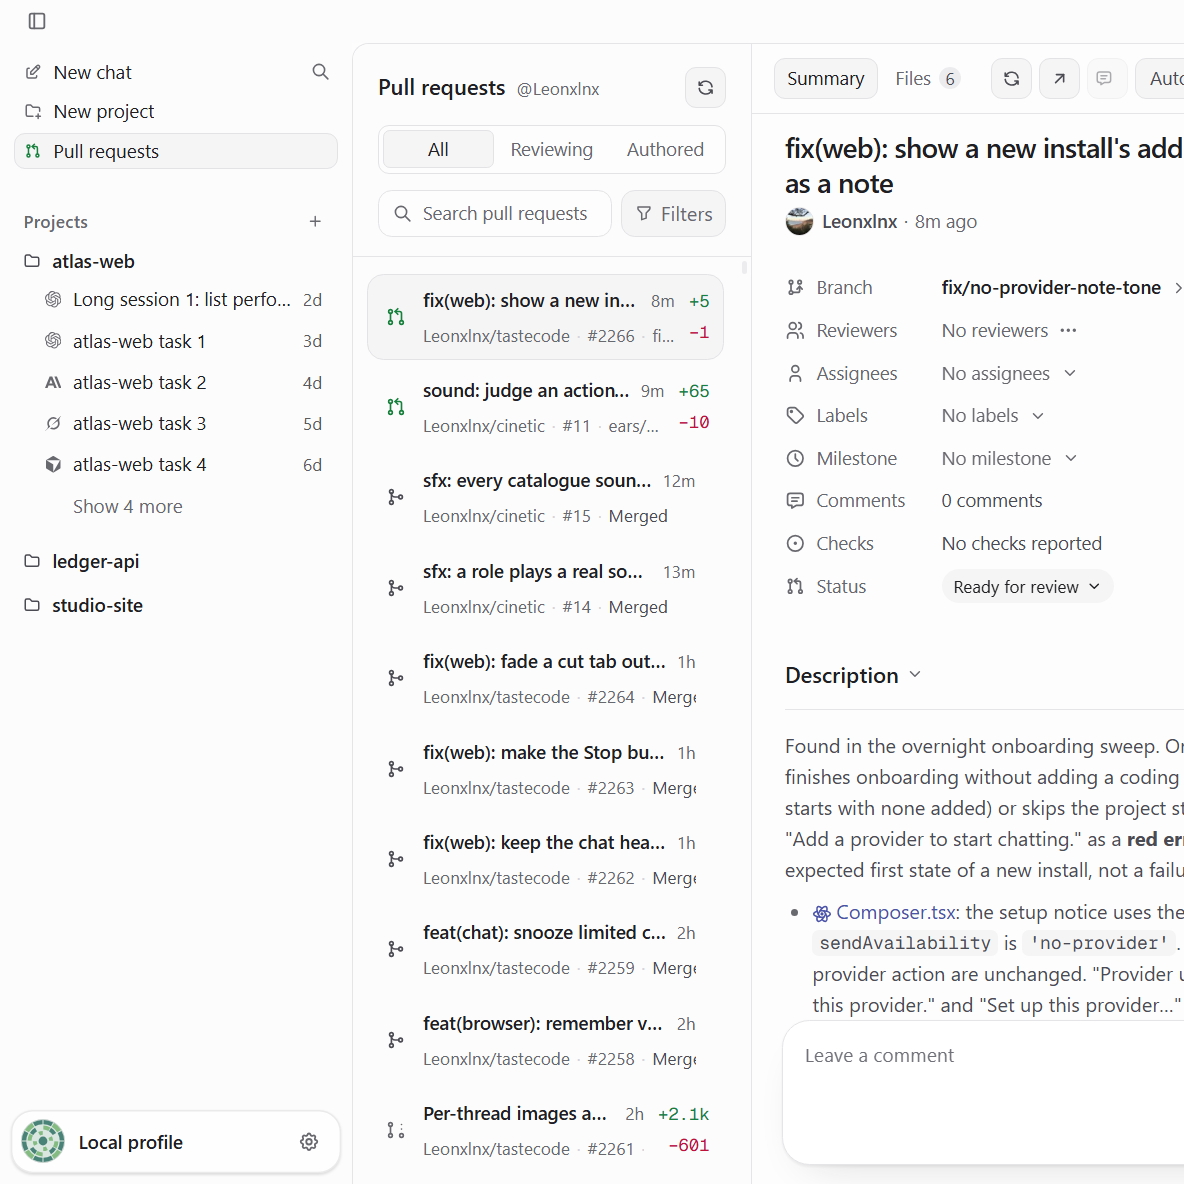 New chat
New project
Pull requests
Projects
atlas-web
Long session 1: list perfo... 2d
atlas-web task 1 3d
atlas-web task 2 4d
atlas-web task 3 5d
atlas-web task 4 6d
Show 4 more
ledger-api
studio-site
Local profile
Pull requests @Leonxlnx
All Reviewing Authored
Search pull requests Filters
fix(web): show a new in... 8m +5
Leonxlnx/tastecode · #2266 · fi... -1
sound: judge an action... 9m +65
Leonxlnx/cinetic · #11 · ears/... -10
sfx: every catalogue soun... 12m
Leonxlnx/cinetic · #15 · Merged
sfx: a role plays a real so... 13m
Leonxlnx/cinetic · #14 · Merged
fix(web): fade a cut tab out... 1h
Leonxlnx/tastecode · #2264 · Merge
fix(web): make the Stop bu... 1h
Leonxlnx/tastecode · #2263 · Merge
fix(web): keep the chat hea... 1h
Leonxlnx/tastecode · #2262 · Merge
feat(chat): snooze limited c... 2h
Leonxlnx/tastecode · #2259 · Merge
feat(browser): remember v... 2h
Leonxlnx/tastecode · #2258 · Merge
Per-thread images a... 2h +2.1k
Leonxlnx/tastecode · #2261 · -601
Summary Files 6 Auto
fix(web): show a new install's add
as a note
Leonxlnx · 8m ago
Branch fix/no-provider-note-tone
Reviewers No reviewers
Assignees No assignees
Labels No labels
Milestone No milestone
Comments 0 comments
Checks No checks reported
Status Ready for review
Description
Found in the overnight onboarding sweep. Or
finishes onboarding without adding a coding
starts with none added) or skips the project st
"Add a provider to start chatting." as a red er
expected first state of a new install, not a failu
• Composer.tsx: the setup notice uses the
sendAvailability is 'no-provider'.
provider action are unchanged. "Provider u
this provider." and "Set up this provider..."
Leave a comment